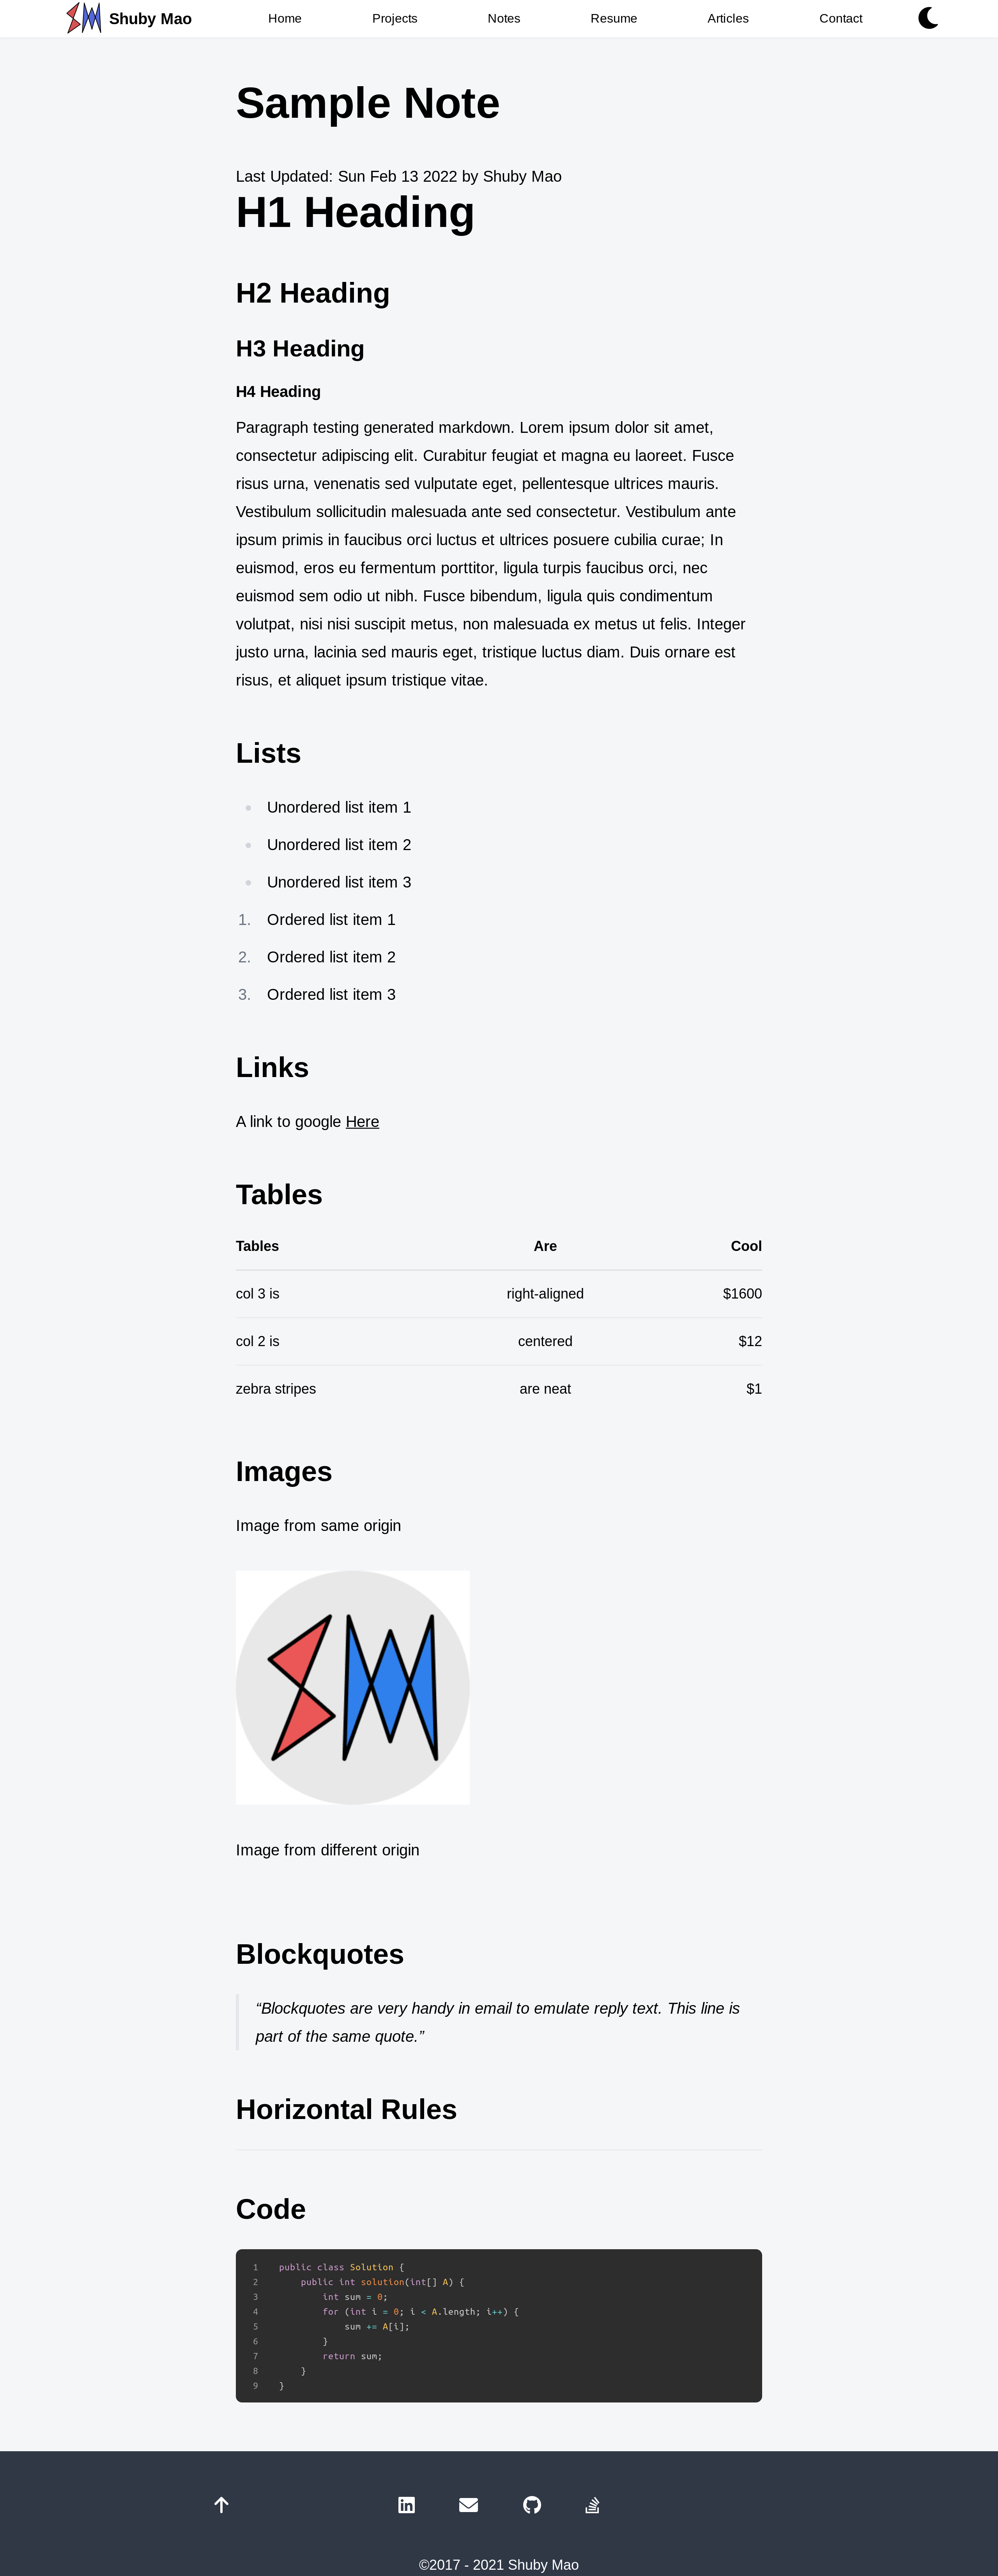 Shuby Mao Home Projects Notes Resume Articles Contact
Sample Note
Last Updated: Sun Feb 13 2022 by Shuby Mao
H1 Heading
H2 Heading
H3 Heading
H4 Heading
Paragraph testing generated markdown. Lorem ipsum dolor sit amet,
consectetur adipiscing elit. Curabitur feugiat et magna eu laoreet. Fusce
risus urna, venenatis sed vulputate eget, pellentesque ultrices mauris.
Vestibulum sollicitudin malesuada ante sed consectetur. Vestibulum ante
ipsum primis in faucibus orci luctus et ultrices posuere cubilia curae; In
euismod, eros eu fermentum porttitor, ligula turpis faucibus orci, nec
euismod sem odio ut nibh. Fusce bibendum, ligula quis condimentum
volutpat, nisi nisi suscipit metus, non malesuada ex metus ut felis. Integer
justo urna, lacinia sed mauris eget, tristique luctus diam. Duis ornare est
risus, et aliquet ipsum tristique vitae.
Lists
• Unordered list item 1
• Unordered list item 2
• Unordered list item 3
1. Ordered list item 1
2. Ordered list item 2
3. Ordered list item 3
Links
A link to google Here
Tables
Tables Are Cool
col 3 is right-aligned $1600
col 2 is centered $12
zebra stripes are neat $1
Images
Image from same origin
SM
Image from different origin
Blockquotes
“Blockquotes are very handy in email to emulate reply text. This line is
part of the same quote.”
Horizontal Rules
Code
1 public class Solution {
2     public int solution(int[] A) {
3         int sum = 0;
4         for (int i = 0; i < A.length; i++) {
5             sum += A[i];
6         }
7         return sum;
8     }
9 }
©2017 - 2021 Shuby Mao